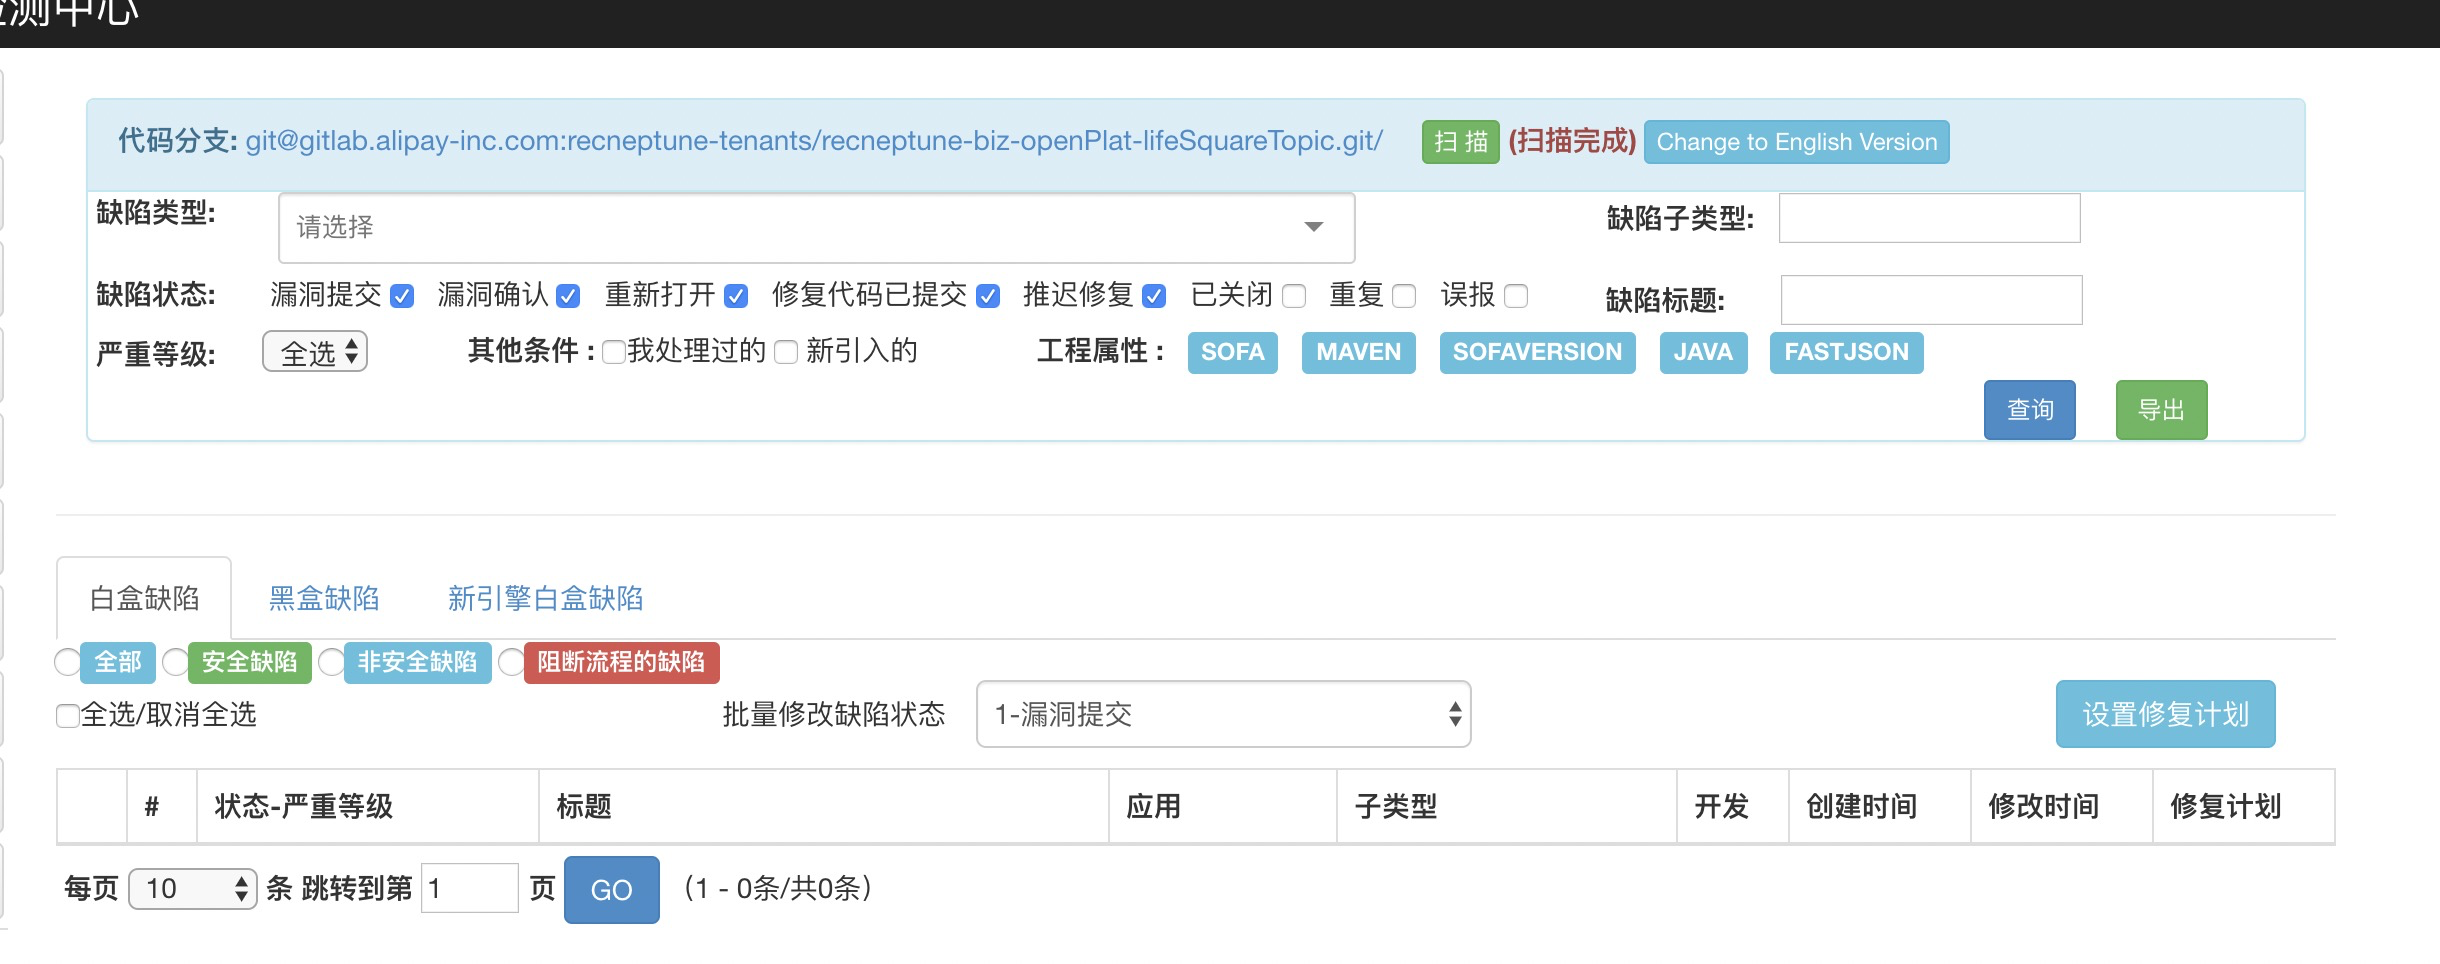 测中心
代码分支: git@gitlab.alipay-inc.com:recneptune-tenants/recneptune-biz-openPlat-lifeSquareTopic.git/ 扫 描 (扫描完成) Change to English Version
缺陷类型: 请选择 缺陷子类型:
缺陷状态: 漏洞提交 漏洞确认 重新打开 修复代码已提交 推迟修复 已关闭 重复 误报 缺陷标题:
严重等级: 全选 其他条件 : 我处理过的 新引入的 工程属性 : SOFA MAVEN SOFAVERSION JAVA FASTJSON
查询 导出
白盒缺陷 黑盒缺陷 新引擎白盒缺陷
全部 安全缺陷 非安全缺陷 阻断流程的缺陷
全选/取消全选 批量修改缺陷状态 1-漏洞提交 设置修复计划
# 状态-严重等级 标题 应用 子类型 开发 创建时间 修改时间 修复计划
每页 10 条 跳转到第 1 页 GO (1 - 0条/共0条)